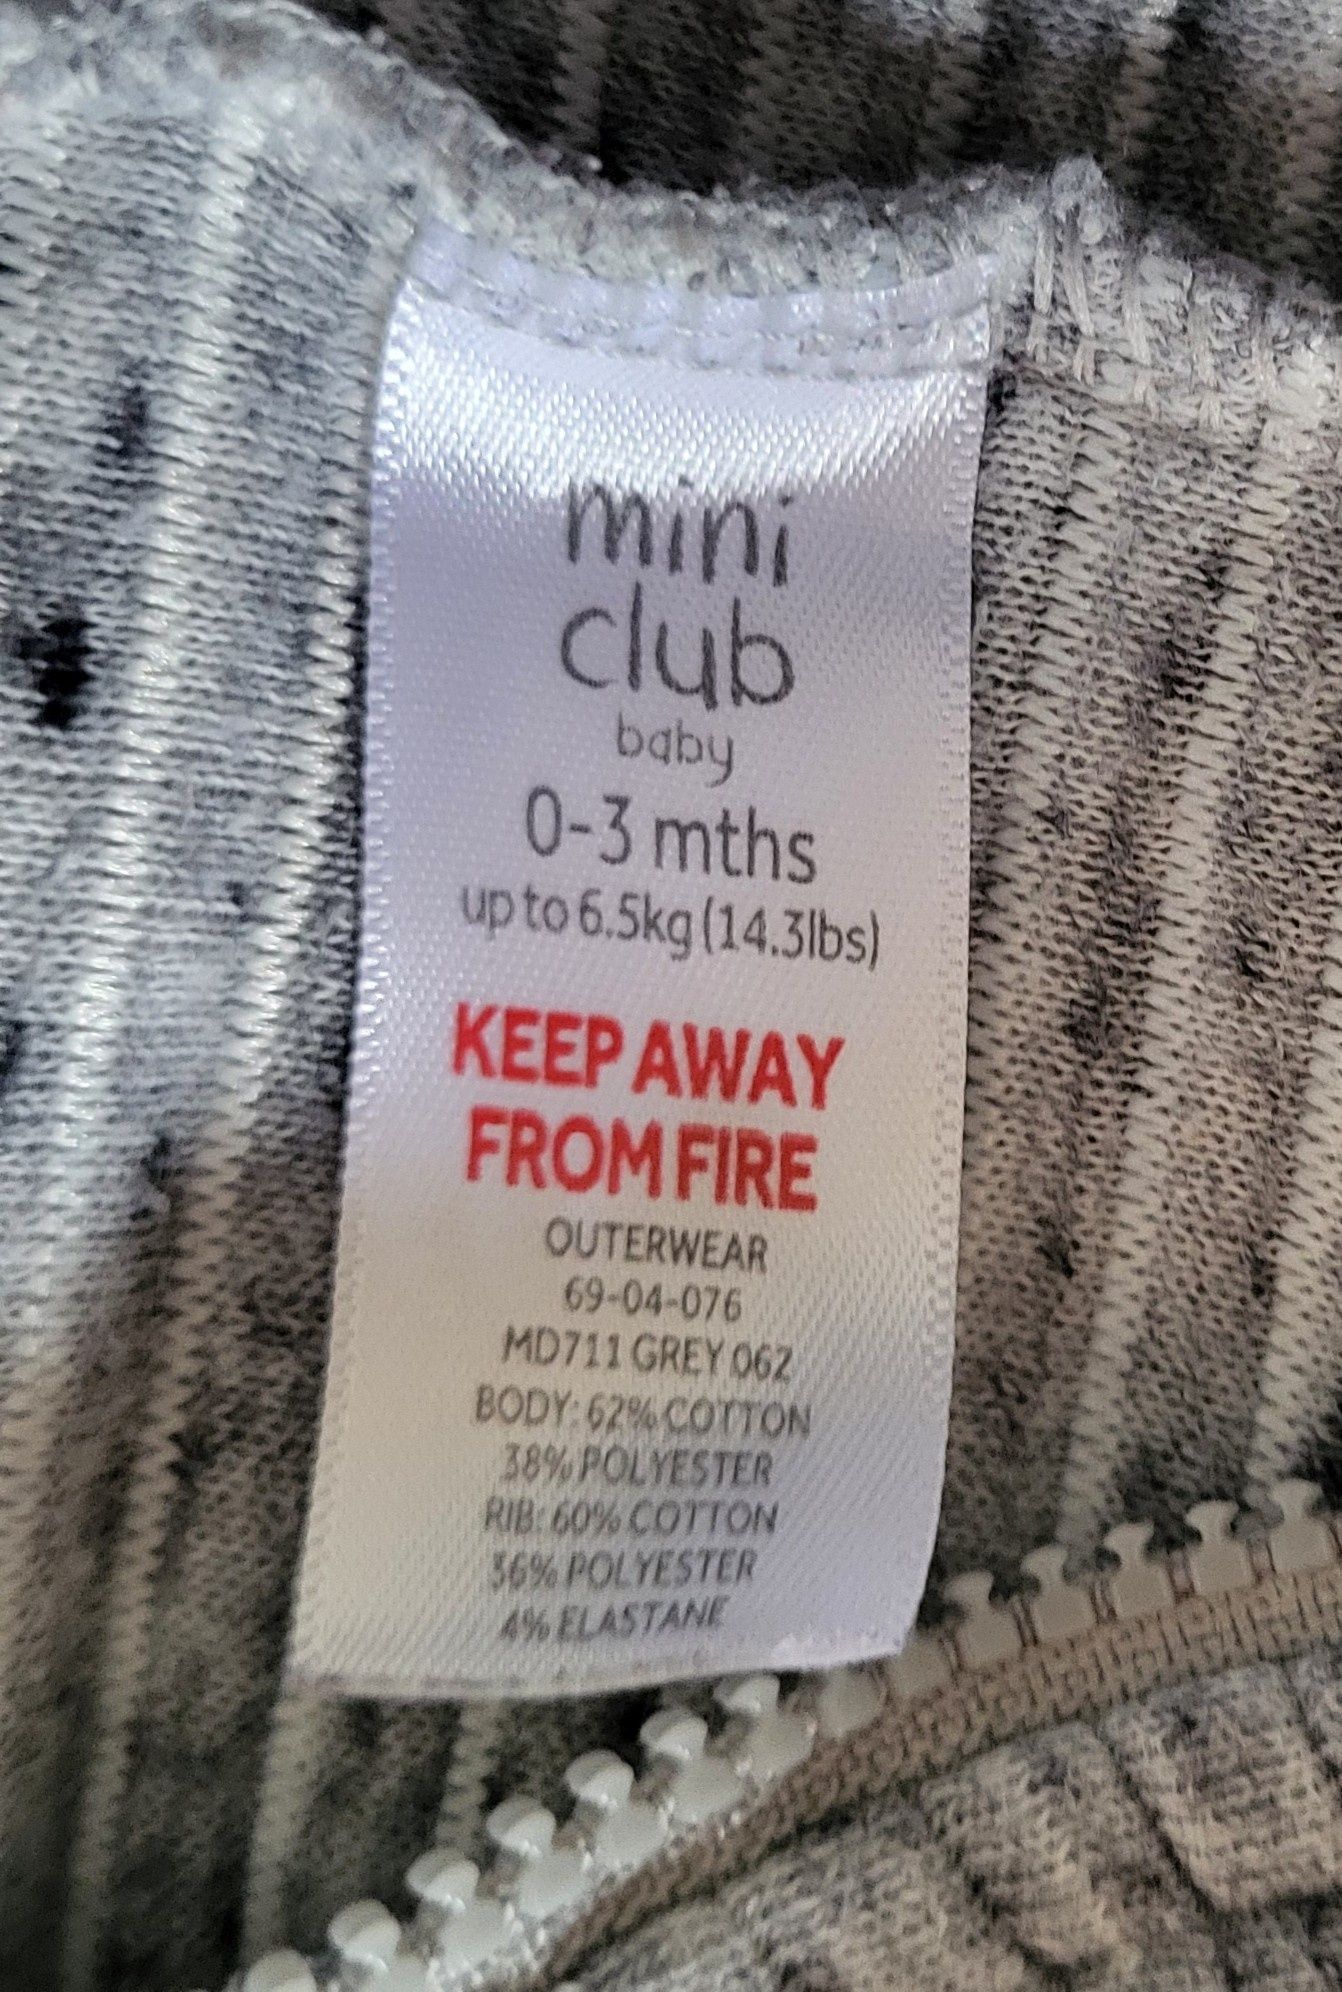 mini
club
baby
0-3 mths
up to 6.5kg (14.3lbs)
KEEP AWAY
FROM FIRE
OUTERWEAR
69-04-076
MD711 GREY 062
BODY: 62% COTTON
38% POLYESTER
RIB: 60% COTTON
36% POLYESTER
4% ELASTANE